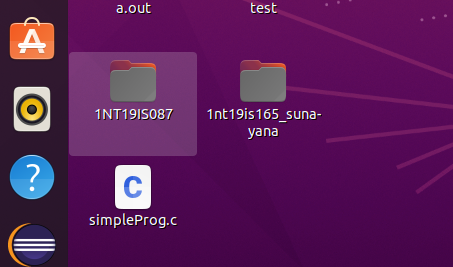 a.out test
1NT19IS087 1nt19is165_suna-
yana
simpleProg.c